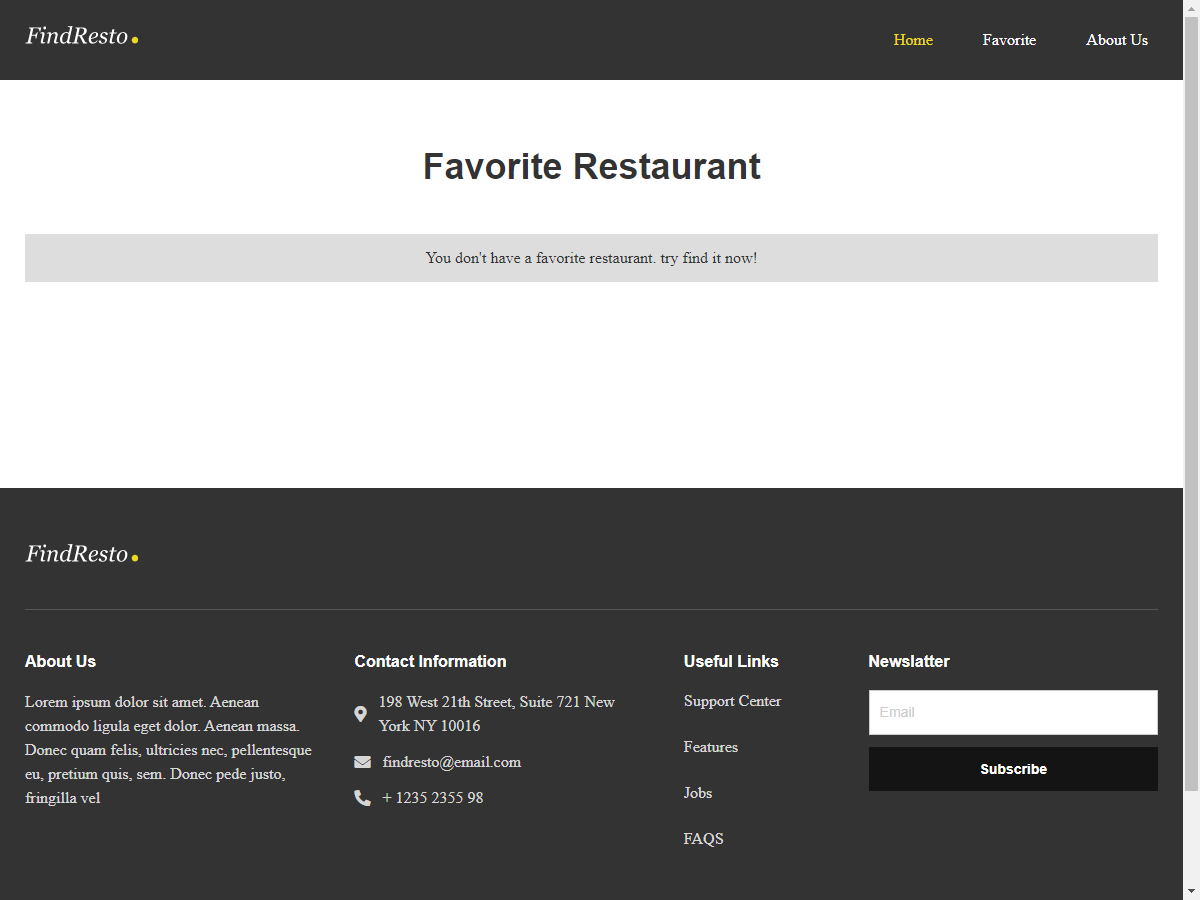 FindResto
Home
Favorite
About Us
Favorite Restaurant
You don't have a favorite restaurant. try find it now!
FindResto
About Us
Lorem ipsum dolor sit amet. Aenean
commodo ligula eget dolor. Aenean massa.
Donec quam felis, ultricies nec, pellentesque
eu, pretium quis, sem. Donec pede justo,
fringilla vel
Contact Information
198 West 21th Street, Suite 721 New
York NY 10016
findresto@email.com
+ 1235 2355 98
Useful Links
Support Center
Features
Jobs
FAQS
Newslatter
Email
Subscribe